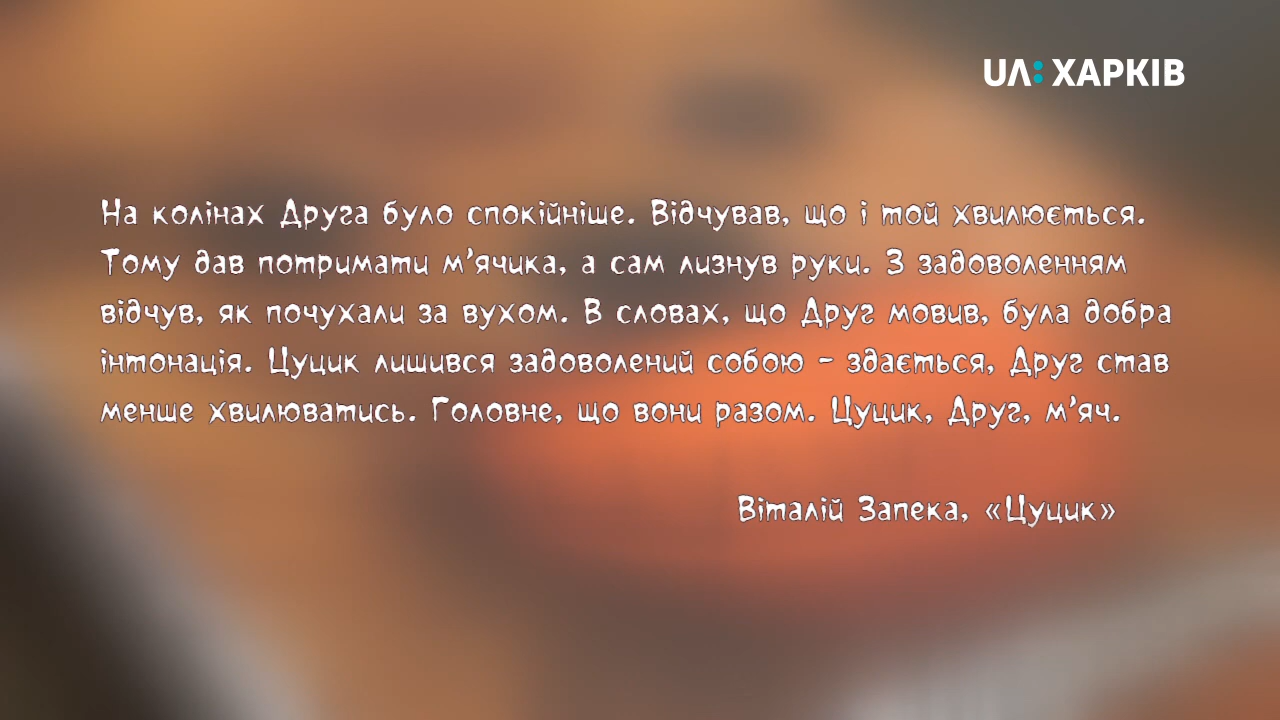 UA: ХАРКІВ
На колінах Друга було спокійніше. Відчував, що і той хвилюється.
Тому дав потримати м'ячика, а сам лизнув руки. З задоволенням
відчув, як почухали за вухом. В словах, що Друг мовив, була добра
інтонація. Цуцик лишився задоволений собою - здається, Друг став
менше хвилюватись. Головне, що вони разом. Цуцик, Друг, м'яч.
Віталій Запека, «Цуцик»